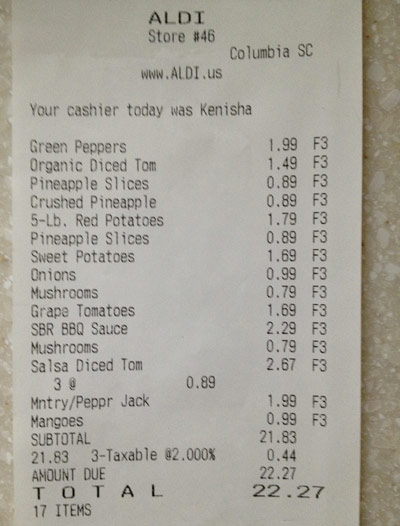 ALDI
Store #46
Columbia SC
www.ALDI.us
Your cashier today was Kenisha
Green Peppers 1.99 F3
Organic Diced Tom 1.49 F3
Pineapple Slices 0.89 F3
Crushed Pineapple 0.89 F3
5-Lb. Red Potatoes 1.79 F3
Pineapple Slices 0.89 F3
Sweet Potatoes 1.69 F3
Onions 0.99 F3
Mushrooms 0.79 F3
Grape Tomatoes 1.69 F3
SBR BBQ Sauce 2.29 F3
Mushrooms 0.79 F3
Salsa Diced Tom 2.67 F3
3 @ 0.89
Mntry/Peppr Jack 1.99 F3
Mangoes 0.99 F3
SUBTOTAL 21.83
21.83 3-Taxable @2.000% 0.44
AMOUNT DUE 22.27
TOTAL 22.27
17 ITEMS